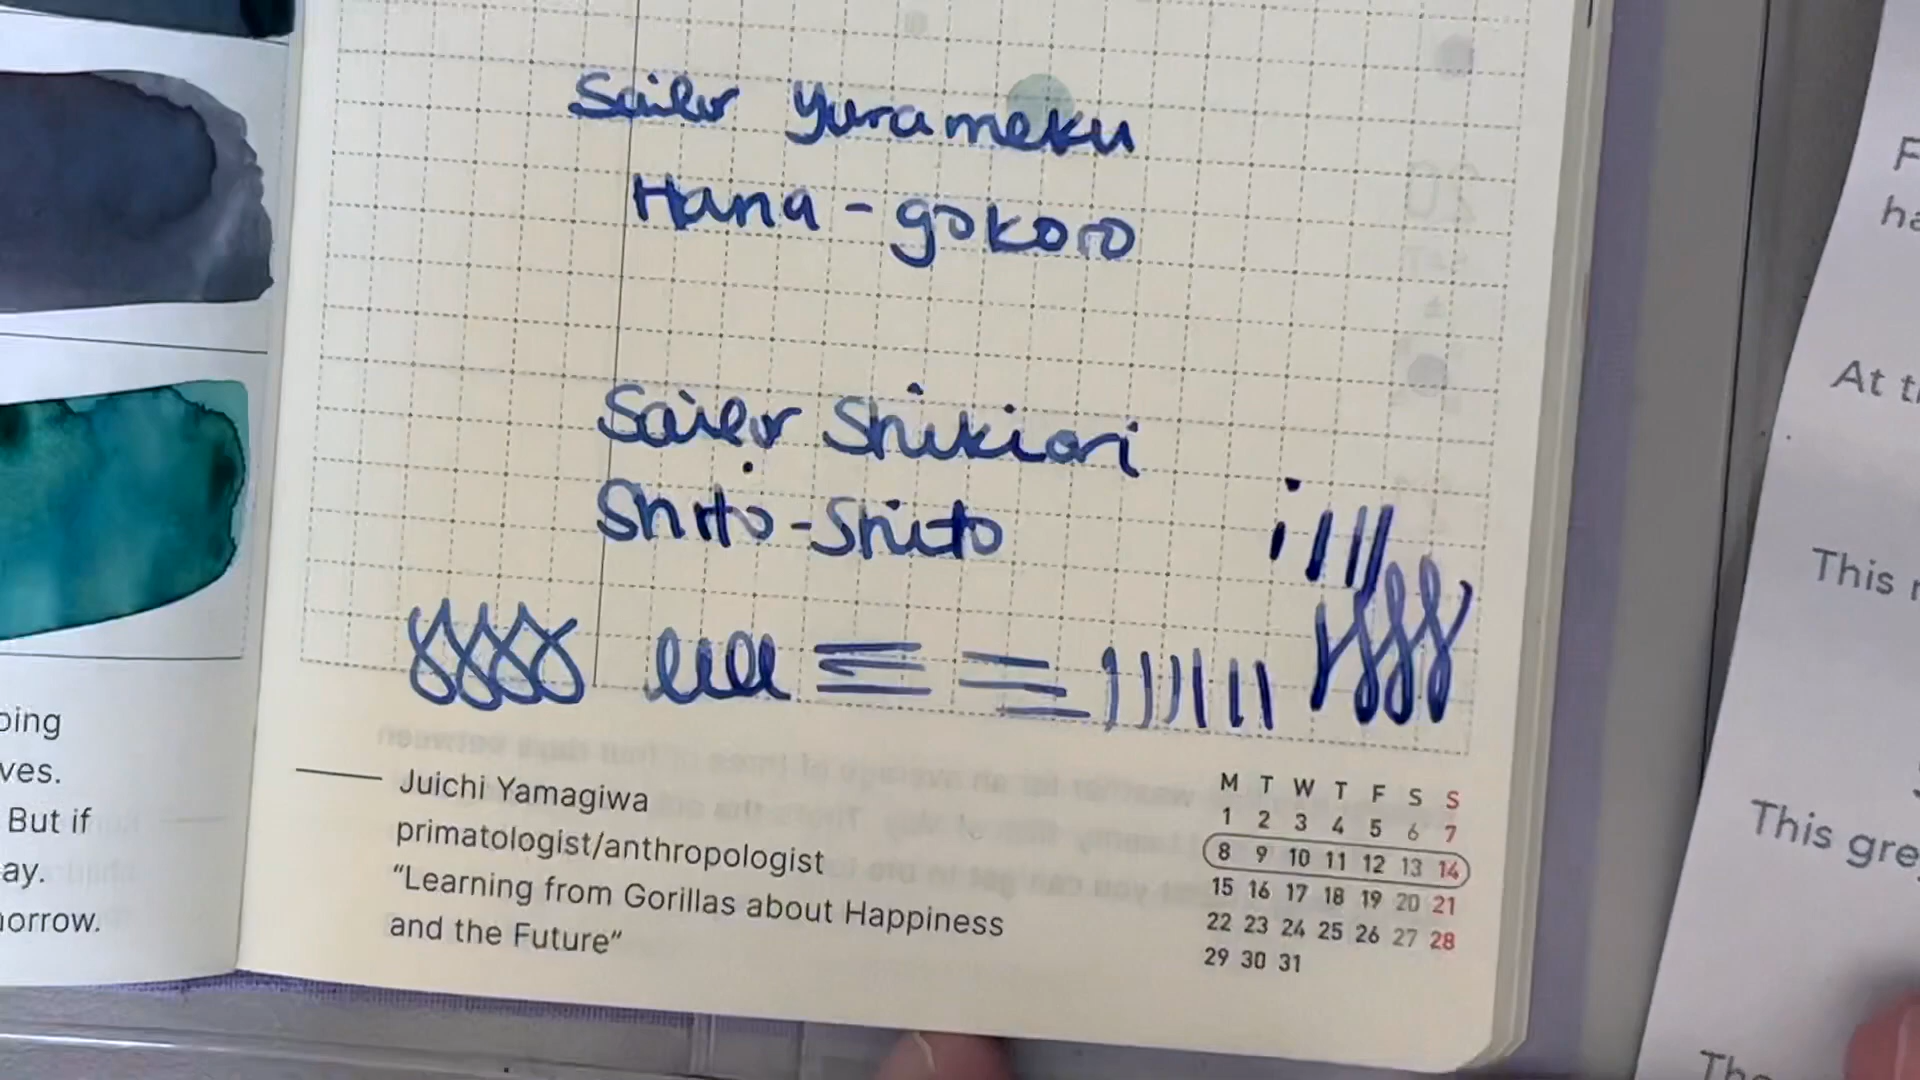 Sailor Yurameku
Hana-gokoro
Sailor Shikiori
Shito-Shito
ves.
But if
ay.
Juichi Yamagiwa
primatologist/anthropologist
“Learning from Gorillas about Happiness
and the Future”
M T W T F S S
1 2 3 4 5 6 7
8 9 10 11 12 13 14
15 16 17 18 19 20 21
22 23 24 25 26 27 28
29 30 31
At
This
This